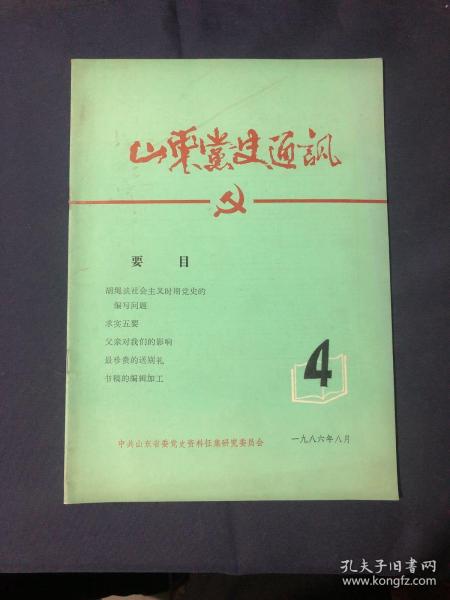 山东黨史通訊
要目
胡绳谈社会主义时期党史的
编写问题
求实五要
父亲对我们的影响
最珍贵的送别礼
书稿的编辑加工
4
中共山东省委党史资料征集研究委员会
一九八六年八月
孔夫子旧书网
www.kongfz.com